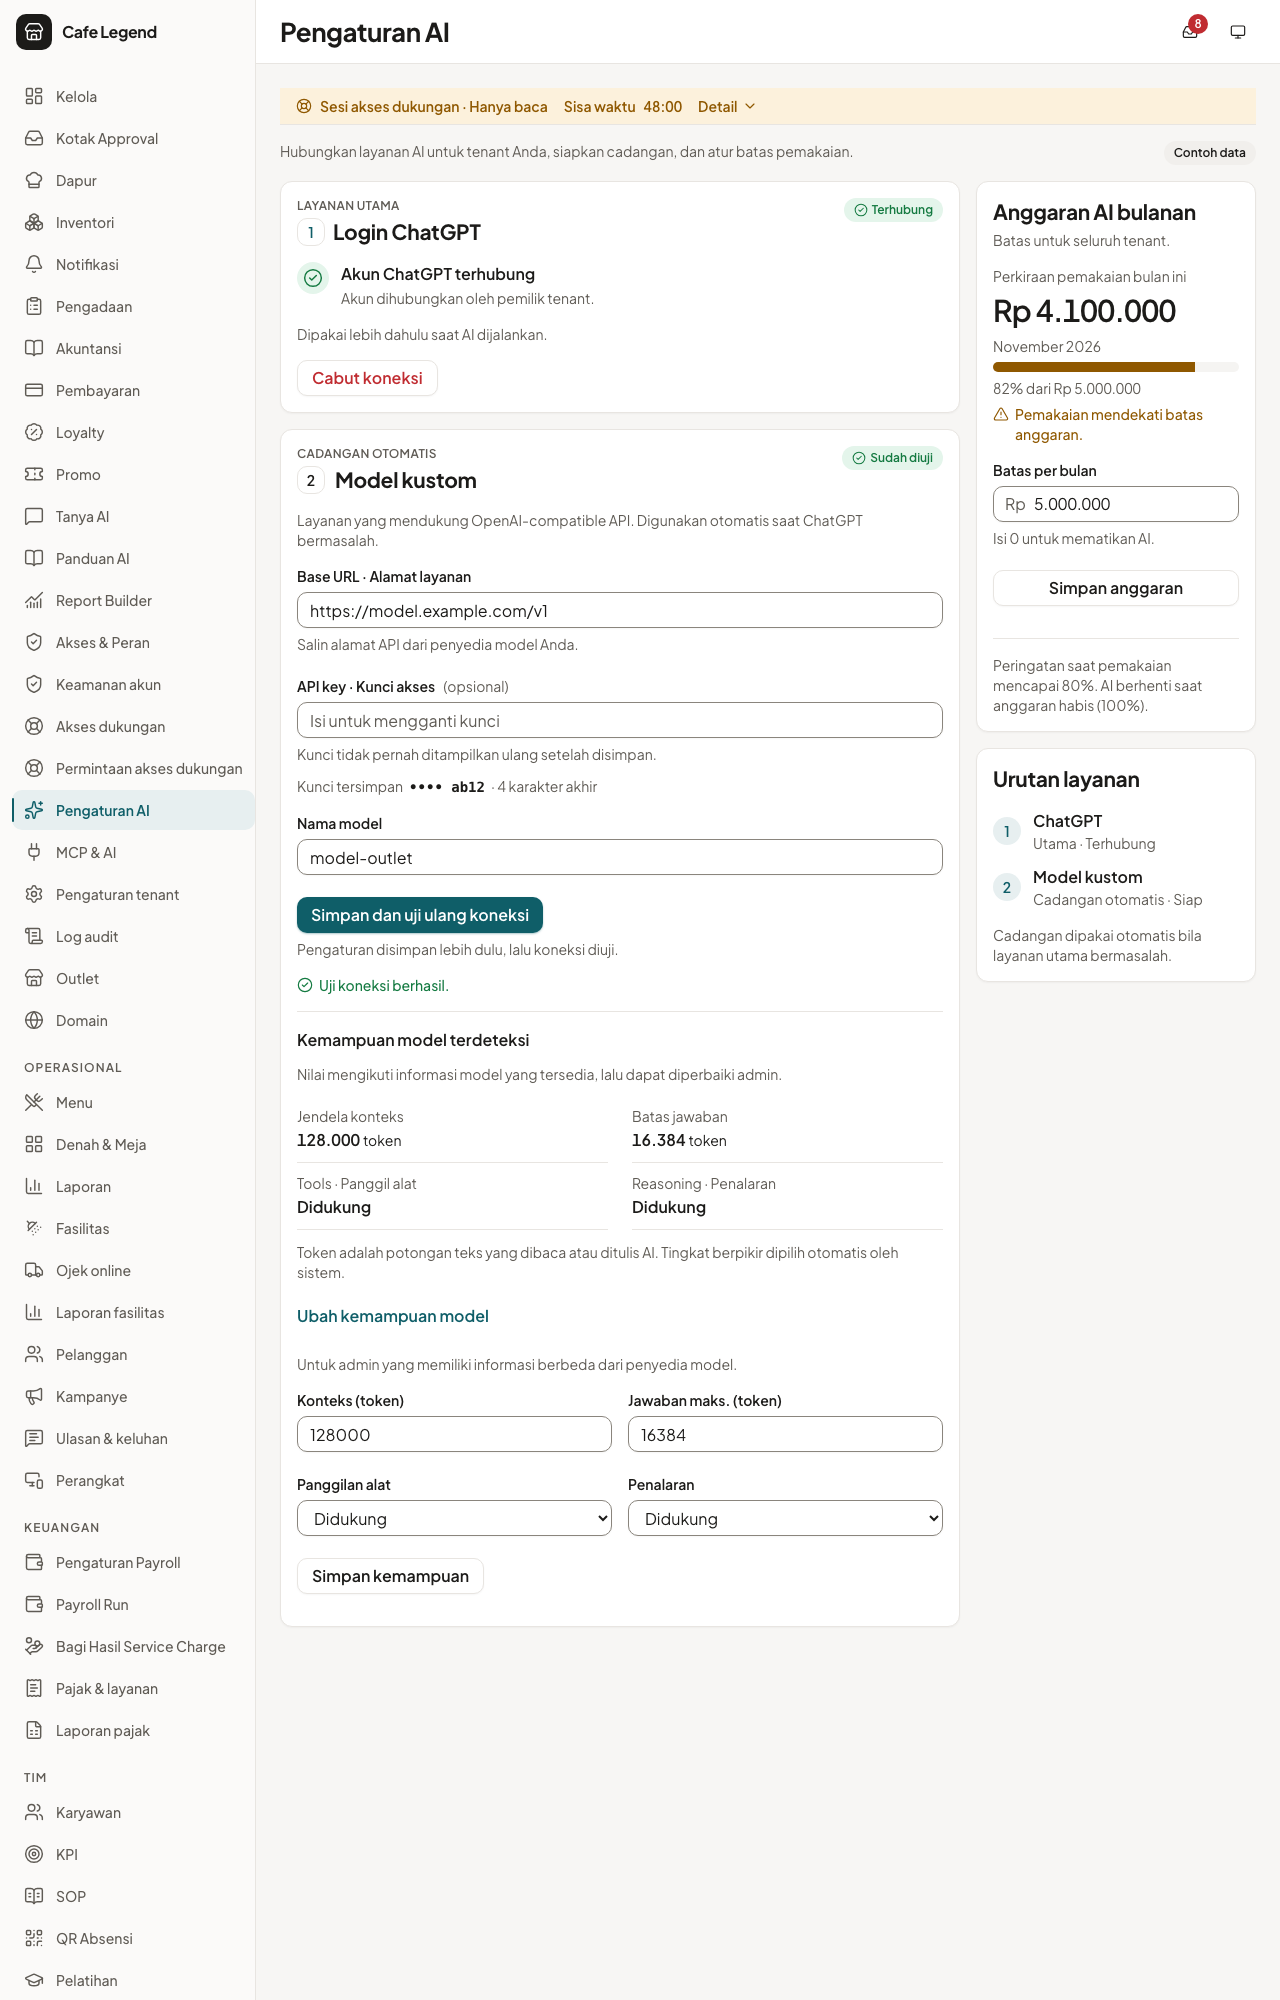 Cafe Legend
Kelola
Kotak Approval
Dapur
Inventori
Notifikasi
Pengadaan
Akuntansi
Pembayaran
Loyalty
Promo
Tanya AI
Panduan AI
Report Builder
Akses & Peran
Keamanan akun
Akses dukungan
Permintaan akses dukungan
Pengaturan AI
MCP & AI
Pengaturan tenant
Log audit
Outlet
Domain
OPERASIONAL
Menu
Denah & Meja
Laporan
Fasilitas
Ojek online
Laporan fasilitas
Pelanggan
Kampanye
Ulasan & keluhan
Perangkat
KEUANGAN
Pengaturan Payroll
Payroll Run
Bagi Hasil Service Charge
Pajak & layanan
Laporan pajak
TIM
Karyawan
KPI
SOP
QR Absensi
Pelatihan
Pengaturan AI
8
Sesi akses dukungan · Hanya baca Sisa waktu 48:00 Detail
Hubungkan layanan AI untuk tenant Anda, siapkan cadangan, dan atur batas pemakaian.
Contoh data
LAYANAN UTAMA
1 Login ChatGPT
Terhubung
Akun ChatGPT terhubung
Akun dihubungkan oleh pemilik tenant.
Dipakai lebih dahulu saat AI dijalankan.
Cabut koneksi
CADANGAN OTOMATIS
2 Model kustom
Sudah diuji
Layanan yang mendukung OpenAI-compatible API. Digunakan otomatis saat ChatGPT
bermasalah.
Base URL · Alamat layanan
https://model.example.com/v1
Salin alamat API dari penyedia model Anda.
API key · Kunci akses (opsional)
Isi untuk mengganti kunci
Kunci tidak pernah ditampilkan ulang setelah disimpan.
Kunci tersimpan •••• ab12 · 4 karakter akhir
Nama model
model-outlet
Simpan dan uji ulang koneksi
Pengaturan disimpan lebih dulu, lalu koneksi diuji.
Uji koneksi berhasil.
Kemampuan model terdeteksi
Nilai mengikuti informasi model yang tersedia, lalu dapat diperbaiki admin.
Jendela konteks
128.000 token
Batas jawaban
16.384 token
Tools · Panggil alat
Didukung
Reasoning · Penalaran
Didukung
Token adalah potongan teks yang dibaca atau ditulis AI. Tingkat berpikir dipilih otomatis oleh
sistem.
Ubah kemampuan model
Untuk admin yang memiliki informasi berbeda dari penyedia model.
Konteks (token)
128000
Jawaban maks. (token)
16384
Panggilan alat
Didukung
Penalaran
Didukung
Simpan kemampuan
Anggaran AI bulanan
Batas untuk seluruh tenant.
Perkiraan pemakaian bulan ini
Rp 4.100.000
November 2026
82% dari Rp 5.000.000
Pemakaian mendekati batas
anggaran.
Batas per bulan
Rp 5.000.000
Isi 0 untuk mematikan AI.
Simpan anggaran
Peringatan saat pemakaian
mencapai 80%. AI berhenti saat
anggaran habis (100%).
Urutan layanan
1 ChatGPT
Utama · Terhubung
2 Model kustom
Cadangan otomatis · Siap
Cadangan dipakai otomatis bila
layanan utama bermasalah.